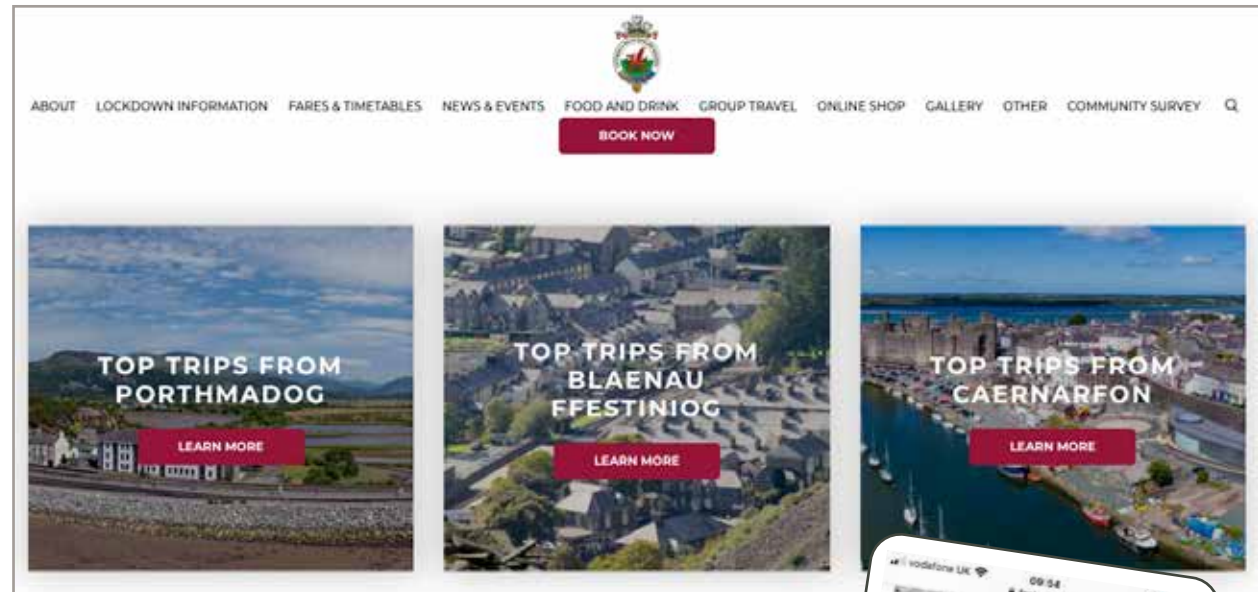 ABOUT LOCKDOWN INFORMATION FARES & TIMETABLES NEWS & EVENTS FOOD AND DRINK GROUP TRAVEL ONLINE SHOP GALLERY OTHER COMMUNITY SURVEY
BOOK NOW
TOP TRIPS FROM
PORTHMADOG
LEARN MORE
TOP TRIPS FROM
BLAENAU
FFESTINIOG
LEARN MORE
TOP TRIPS FROM
CAERNARFON
LEARN MORE
vodafone UK 09:54